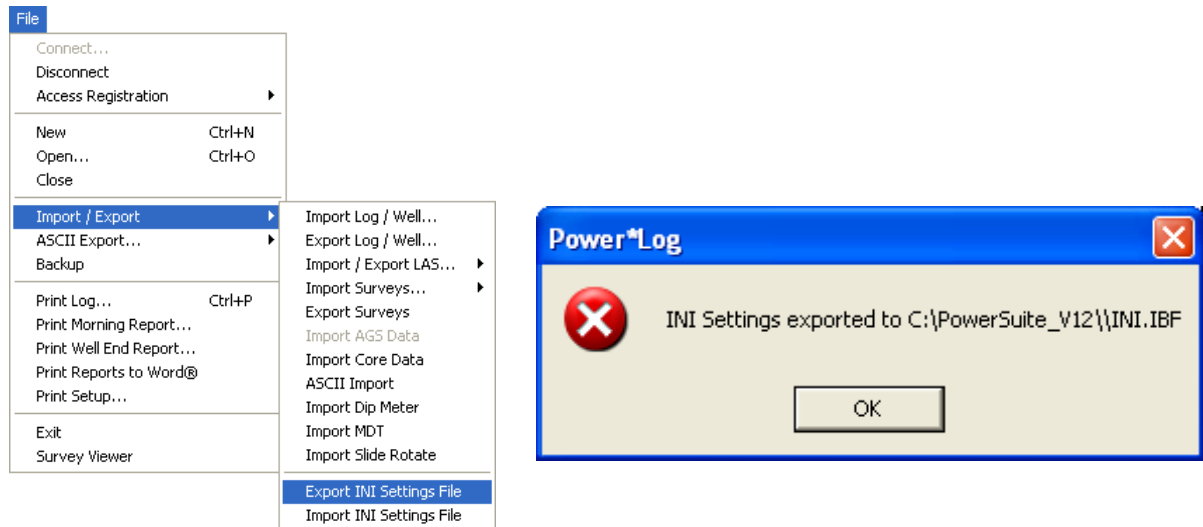 File
Connect...
Disconnect
Access Registration
New Ctrl+N
Open... Ctrl+O
Close
Import / Export
ASCII Export...
Backup
Print Log... Ctrl+P
Print Morning Report...
Print Well End Report...
Print Reports to Word®
Print Setup...
Exit
Survey Viewer
Import Log / Well...
Export Log / Well...
Import / Export LAS...
Import Surveys...
Export Surveys
Import AGS Data
Import Core Data
ASCII Import
Import Dip Meter
Import MDT
Import Slide Rotate
Export INI Settings File
Import INI Settings File
Power*Log
INI Settings exported to C:\PowerSuite_V12\\INI.IBF
OK